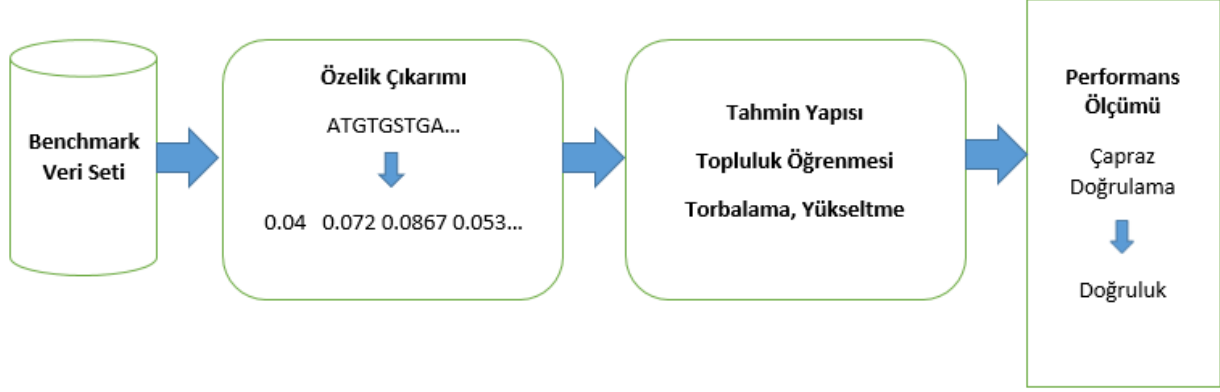 Benchmark
Veri Seti
Özelik Çıkarımı
ATGTGSTGA...
0.04 0.072 0.0867 0.053...
Tahmin Yapısı
Topluluk Öğrenmesi
Torbalama, Yükseltme
Performans
Ölçümü
Çapraz
Doğrulama
Doğruluk